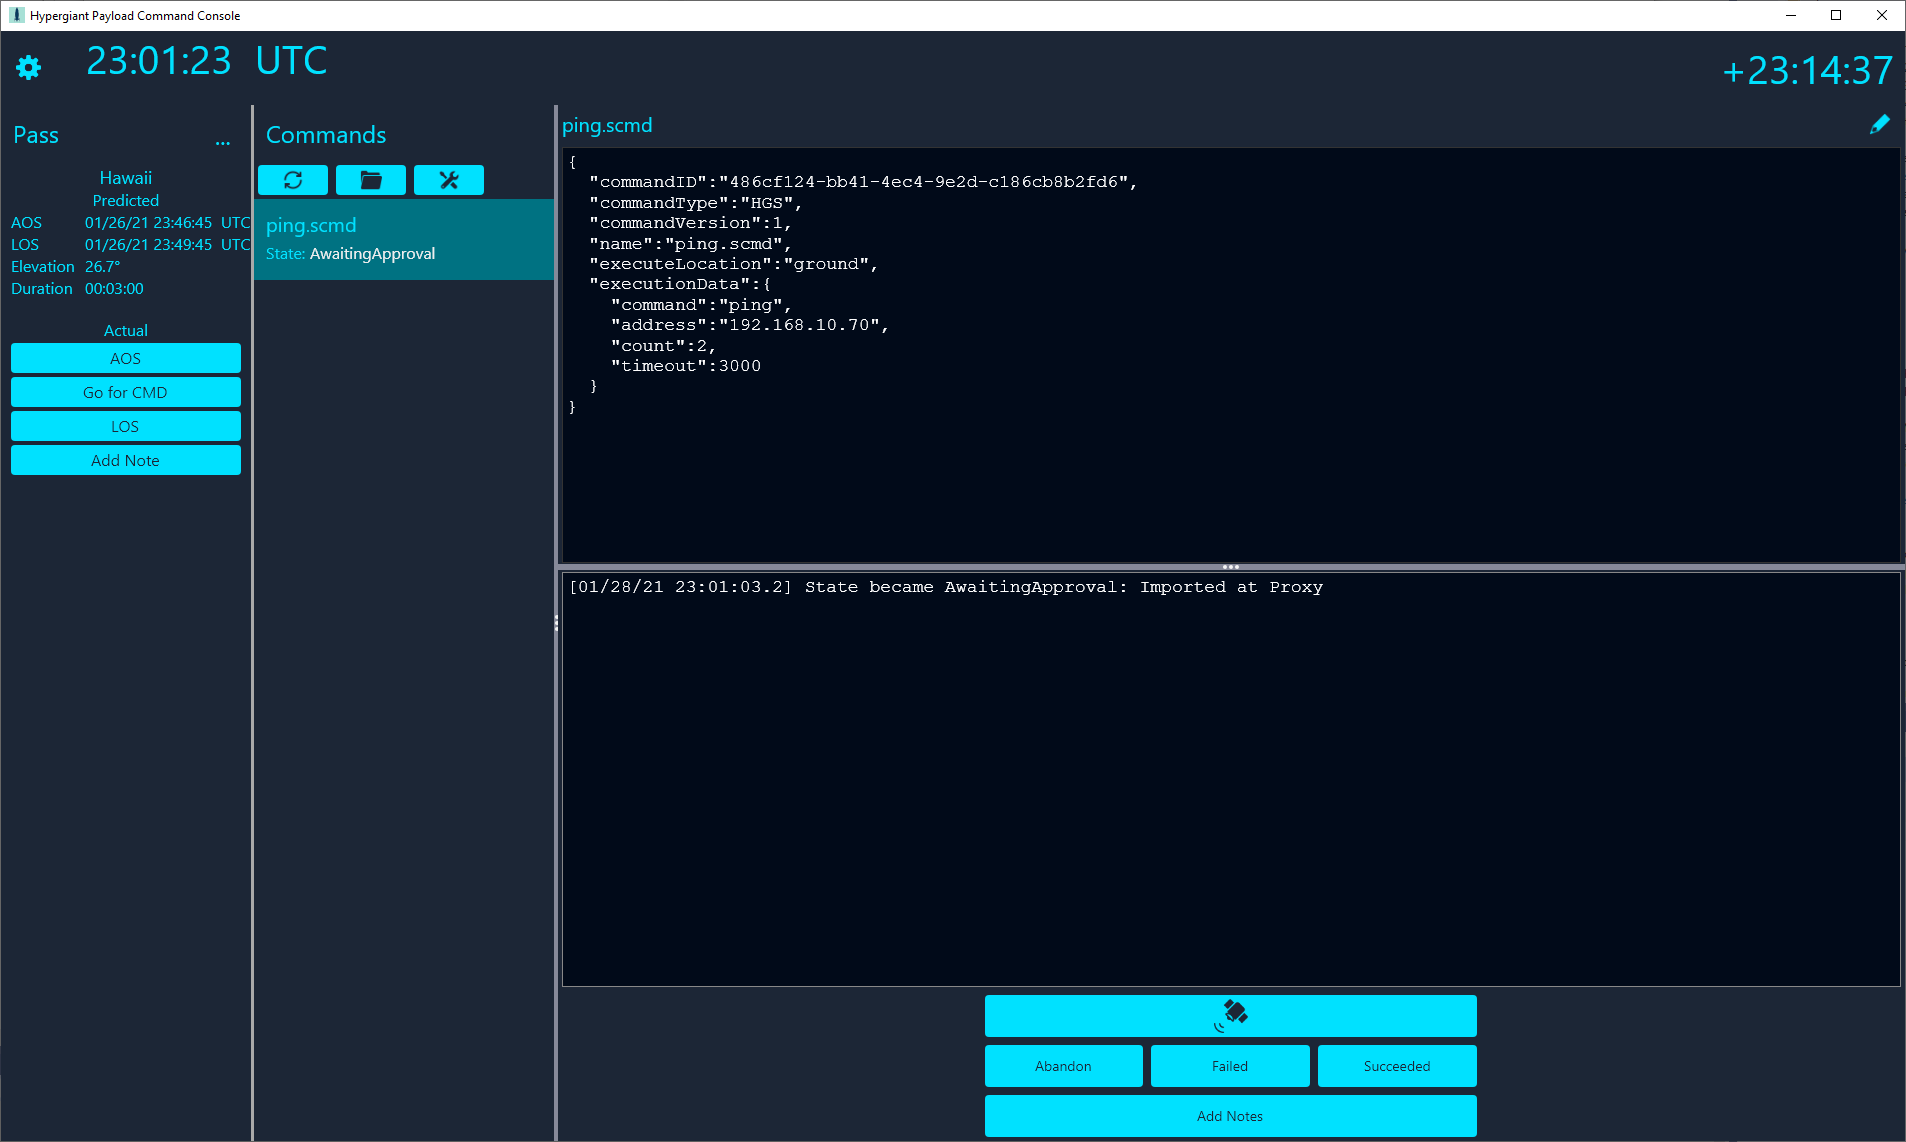 Hypergiant Payload Command Console
23:01:23 UTC
+23:14:37
Pass
...
Hawaii
Predicted
AOS 01/26/21 23:46:45 UTC
LOS 01/26/21 23:49:45 UTC
Elevation 26.7°
Duration 00:03:00
Actual
AOS
Go for CMD
LOS
Add Note
Commands
ping.scmd
State: AwaitingApproval
ping.scmd
{
"commandID":"486cf124-bb41-4ec4-9e2d-c186cb8b2fd6",
"commandType":"HGS",
"commandVersion":1,
"name":"ping.scmd",
"executeLocation":"ground",
"executionData":{
"command":"ping",
"address":"192.168.10.70",
"count":2,
"timeout":3000
}
}
[01/28/21 23:01:03.2] State became AwaitingApproval: Imported at Proxy
Abandon
Failed
Succeeded
Add Notes